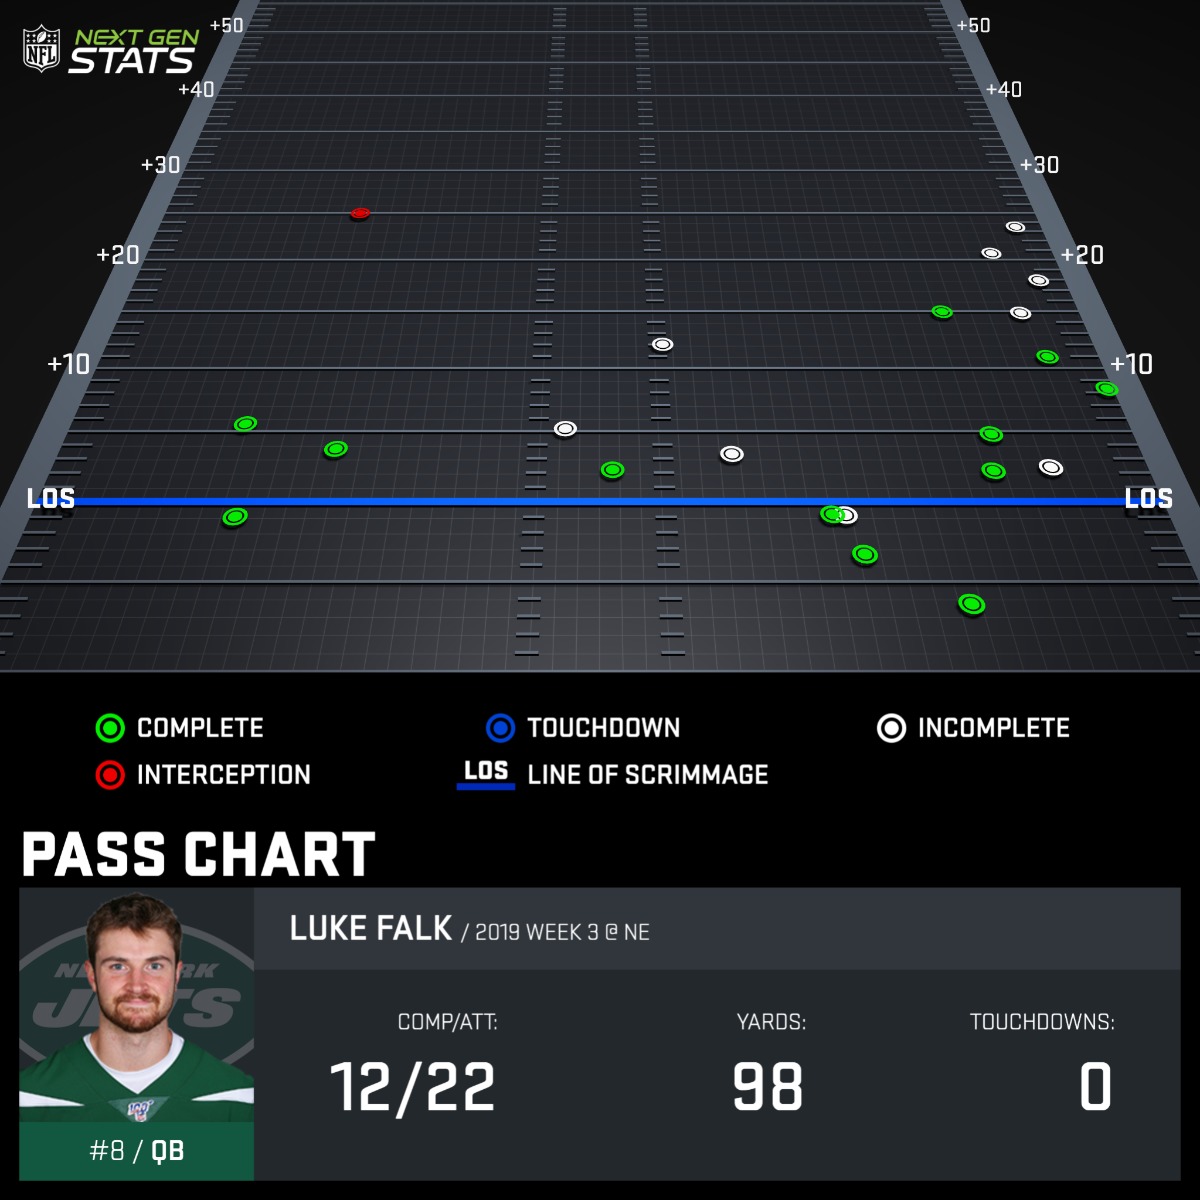 NFL NEXT GEN STATS
+50 +50
+40 +40
+30 +30
+20 +20
+10 +10
LOS LOS
COMPLETE TOUCHDOWN INCOMPLETE
INTERCEPTION LOS LINE OF SCRIMMAGE
PASS CHART
LUKE FALK / 2019 WEEK 3 @ NE
COMP/ATT: YARDS: TOUCHDOWNS:
12/22 98 0
JETS
#8 / QB